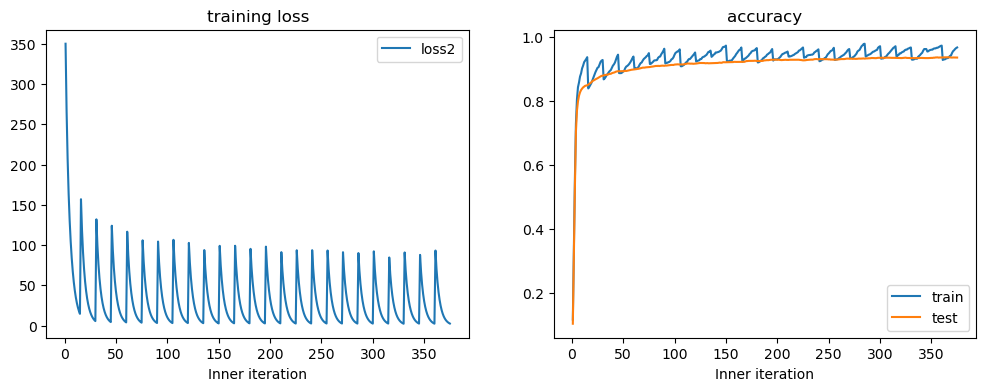 training loss
loss2
350
300
250
200
150
100
50
0
0 50 100 150 200 250 300 350
Inner iteration
accuracy
1.0
0.8
0.6
0.4
0.2
train
test
0 50 100 150 200 250 300 350
Inner iteration